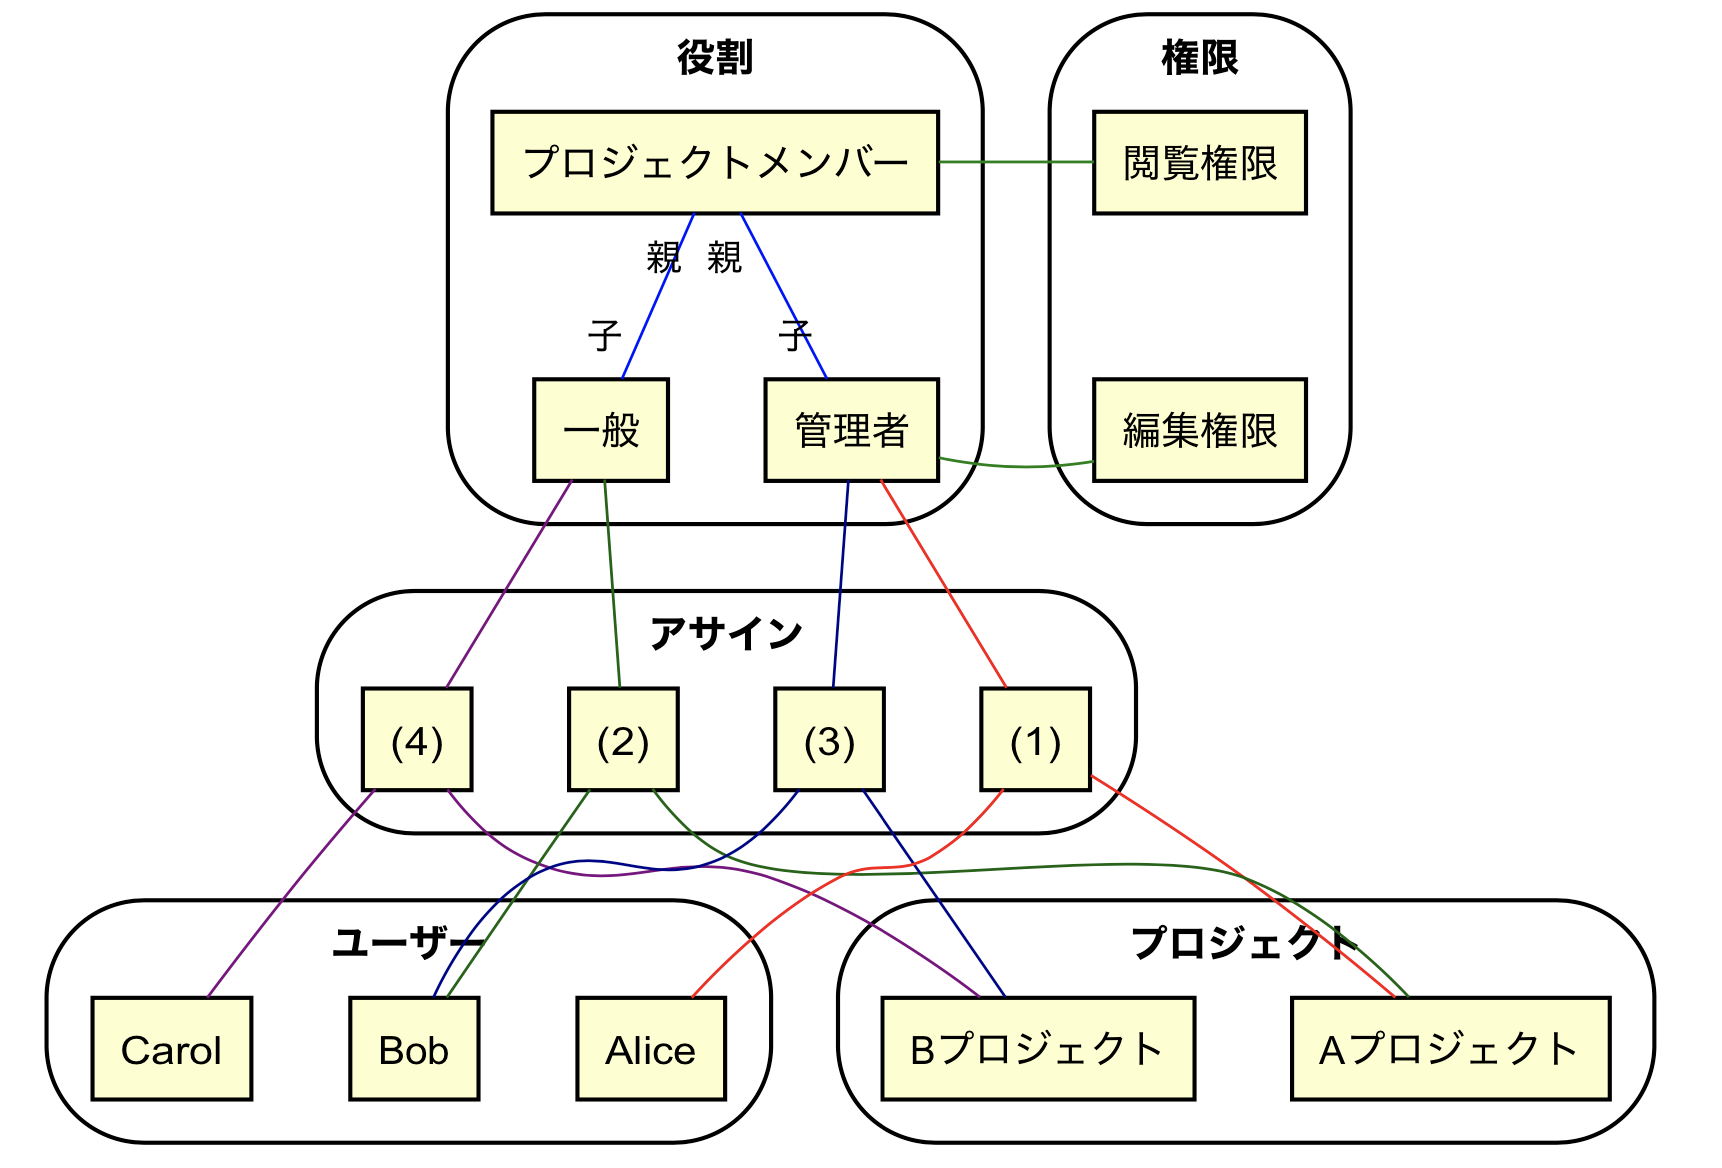 役割
権限
プロジェクトメンバー
閲覧権限
親
親
子
子
一般
管理者
編集権限
アサイン
(4)
(2)
(3)
(1)
ユーザー
プロジェクト
Carol
Bob
Alice
Bプロジェクト
Aプロジェクト